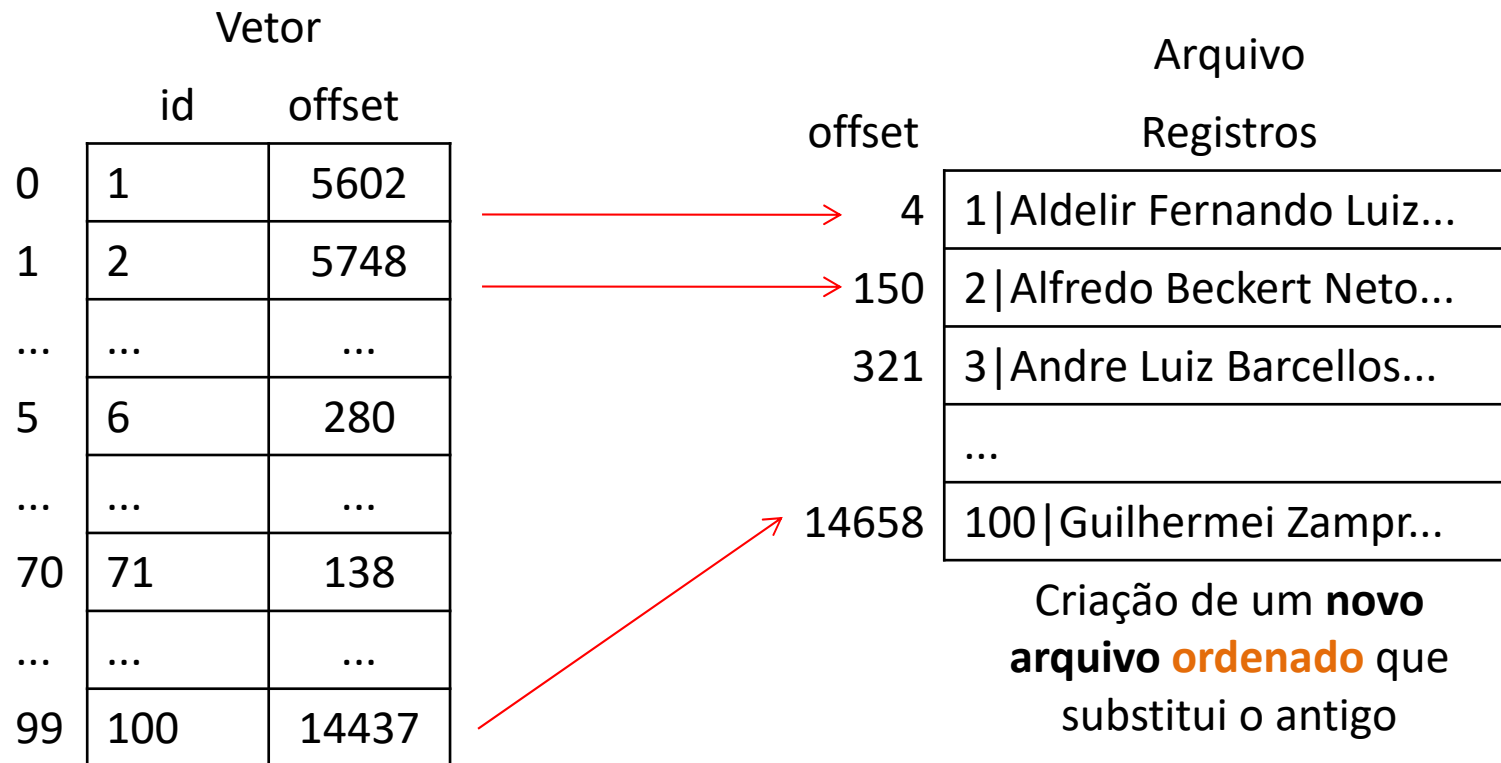 Vetor
id offset
0 1 5602
1 2 5748
... ... ...
5 6 280
... ... ...
70 71 138
... ... ...
99 100 14437
Arquivo
offset Registros
4 1|Aldelir Fernando Luiz...
150 2|Alfredo Beckert Neto...
321 3|Andre Luiz Barcellos...
...
14658 100|Guilhermei Zampr...
Criação de um novo
arquivo ordenado que
substitui o antigo